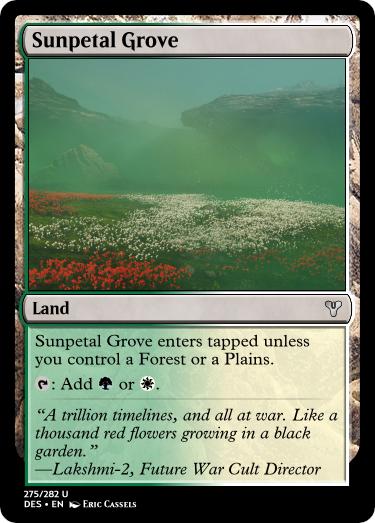 Sunpetal Grove
Land
Sunpetal Grove enters tapped unless
you control a Forest or a Plains.
: Add or .
“A trillion timelines, and all at war. Like a
thousand red flowers growing in a black
garden.”
—Lakshmi-2, Future War Cult Director
275/282 U
DES • EN Eric Cassels